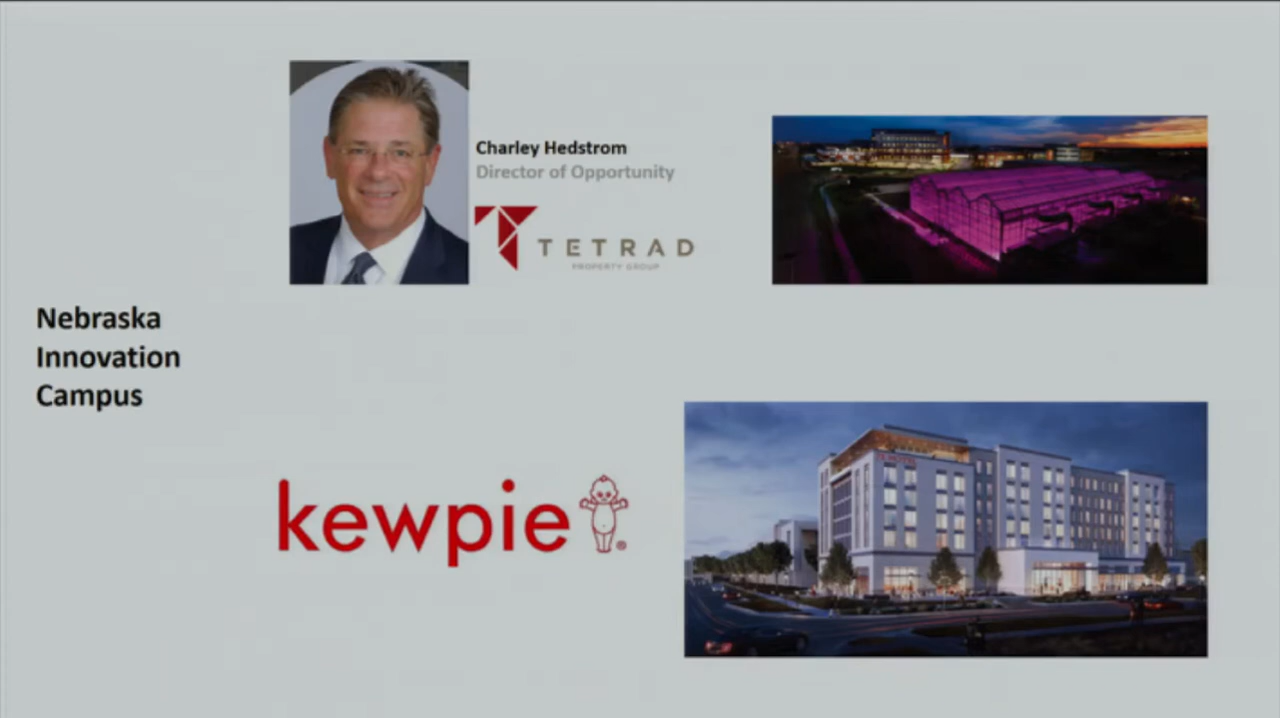 Charley Hedstrom
Director of Opportunity
TETRAD
PROPERTY GROUP
Nebraska
Innovation
Campus
kewpie
®